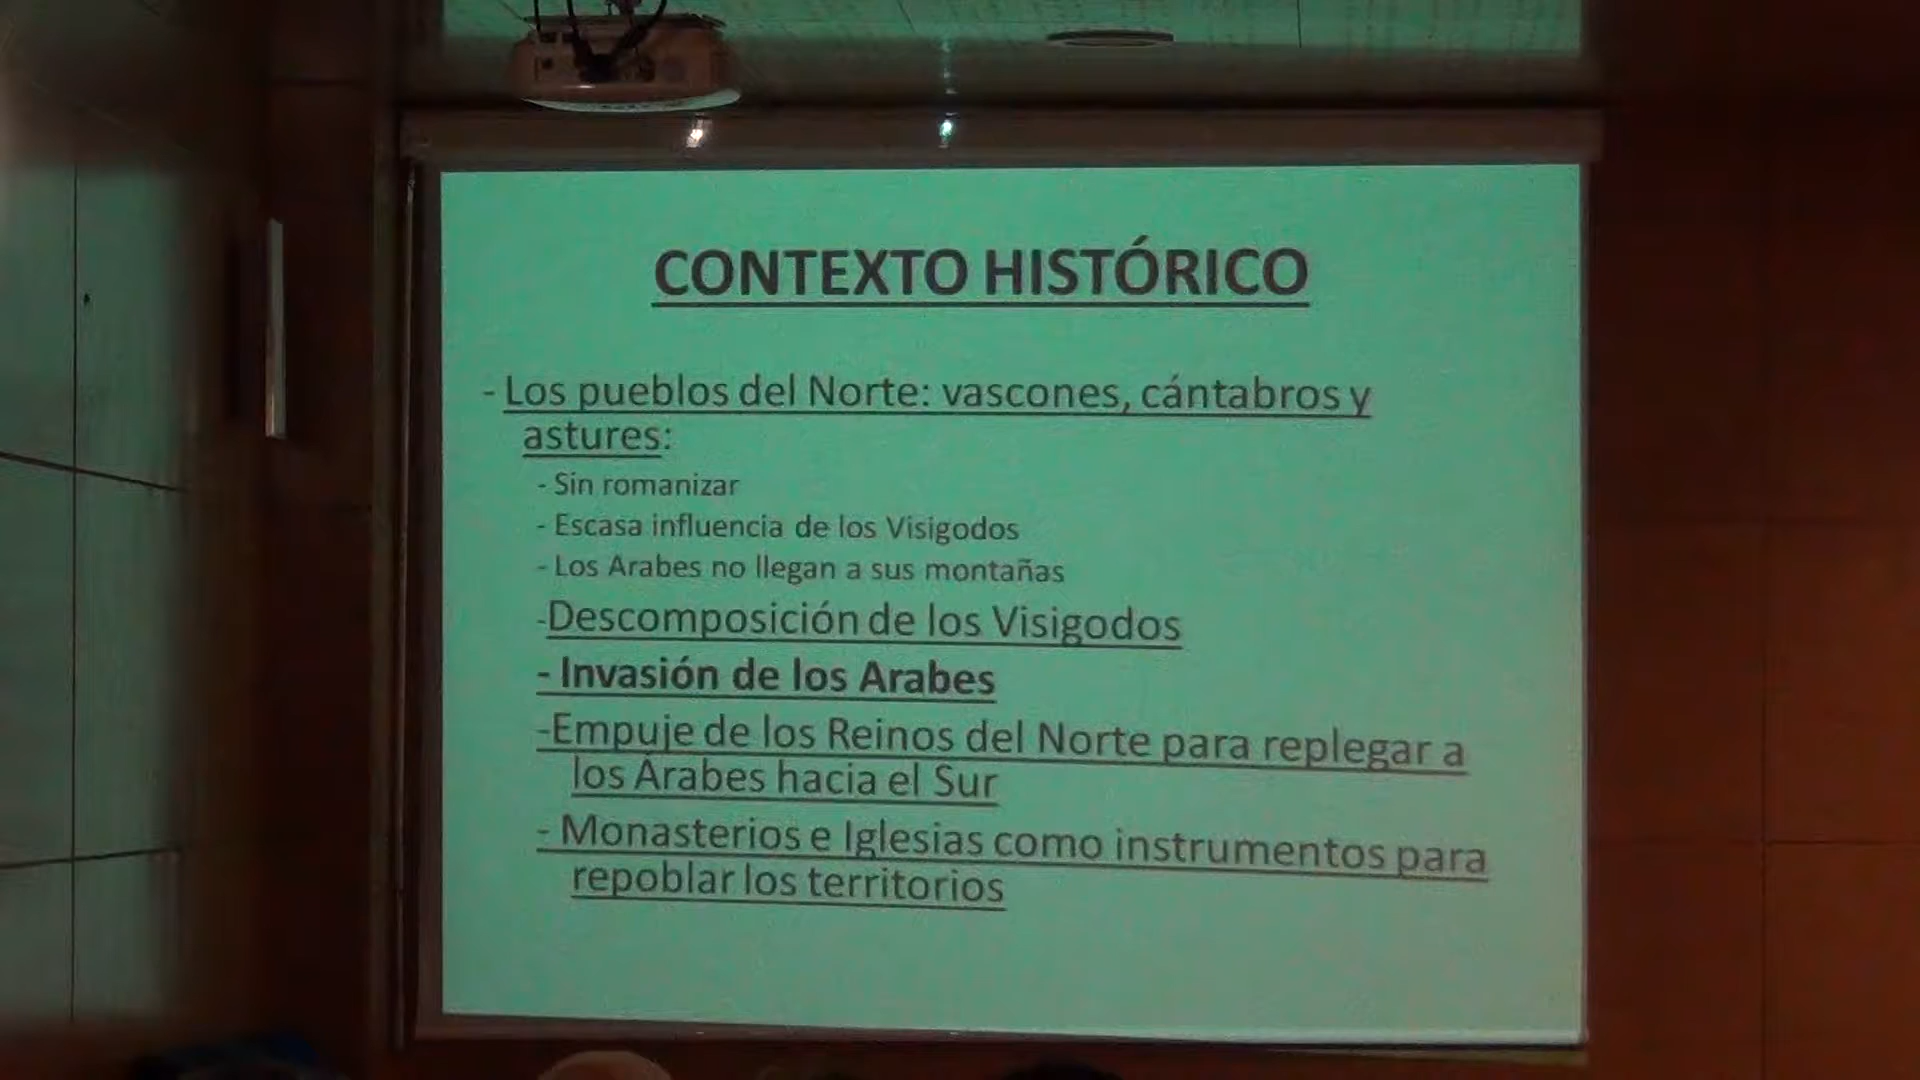 CONTEXTO HISTÓRICO
- Los pueblos del Norte: vascones, cántabros y
astures:
- Sin romanizar
- Escasa influencia de los Visigodos
- Los Arabes no llegan a sus montañas
-Descomposición de los Visigodos
- Invasión de los Arabes
-Empuje de los Reinos del Norte para replegar a
los Arabes hacia el Sur
- Monasterios e Iglesias como instrumentos para
repoblar los territorios